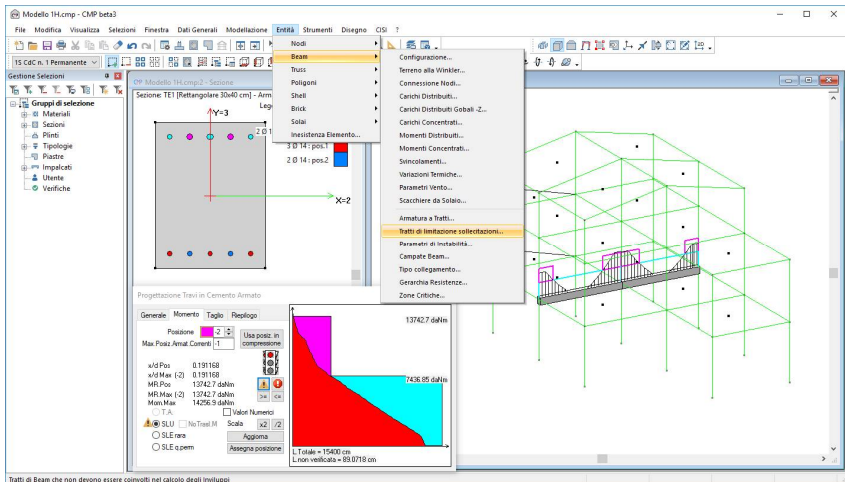 Modello 1H.cmp - CMP beta3
File Modifica Visualizza Selezioni Finestra Dati Generali Modellazione Entità Strumenti Disegno CISI ?
1S CdC n. 1 Permanente
Gestione Selezioni
Gruppi di selezione
Materiali
Sezioni
Plinti
Tipologie
Piastre
Impalcati
Utente
Verifiche
CMP Modello 1H.cmp:2 - Sezione
Sezione: TE1 [Rettangolare 30x40 cm] - Arm
Lege
Y=3
2 Ø 1
3 Ø 14 : pos.1
2 Ø 14 : pos.2
X=2
Nodi
Beam
Truss
Poligoni
Shell
Brick
Solai
Inesistenza Elemento...
Configurazione...
Terreno alla Winkler...
Connessione Nodi...
Carichi Distribuiti...
Carichi Distribuiti Gobali -Z...
Carichi Concentrati...
Momenti Distribuiti...
Momenti Concentrati...
Svincolamenti...
Variazioni Termiche...
Parametri Vento...
Scacchiere da Solaio...
Armatura a Tratti...
Tratti di limitazione sollecitazioni...
Parametri di Instabilità...
Campate Beam...
Tipo collegamento...
Gerarchia Resistenze...
Zone Critiche...
Progettazione Travi in Cemento Armato
Generale Momento Taglio Riepilogo
Posizione -2
Usa posiz. in compressione
Max.Posiz.Armat.Correnti -1
x/d Pos 0.191168
x/d Max (-2) 0.191168
MR.Pos 13742.7 daNm
MR.Max (-2) 13742.7 daNm
Mom.Max 14256.9 daNm
>= <=
T.A. Valori Numerici
SLU No Trasl.M Scala x2 /2
SLE rara Aggiorna
SLE q.perm Assegna posizione
13742.7 daNm
7436.85 daNm
L.Totale = 15400 cm
L.non verificata = 89.0718 cm
Tratti di Beam che non devono essere coinvolti nel calcolo degli Inviluppi